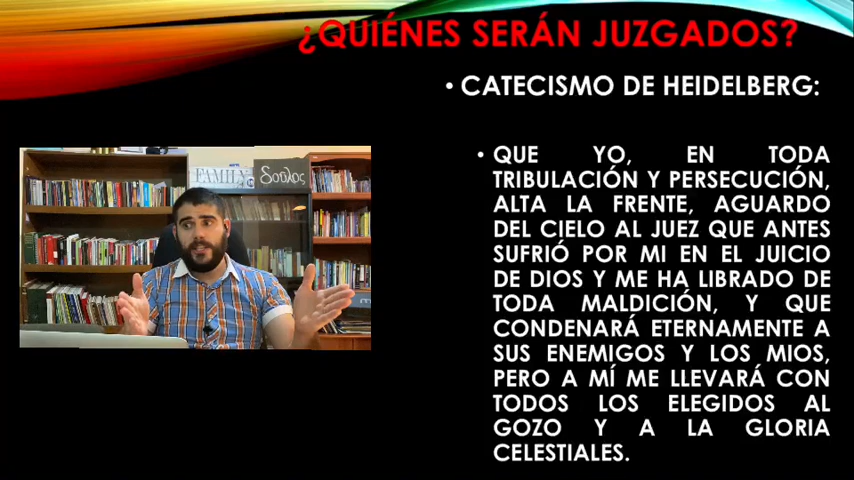 ¿QUIÉNES SERÁN JUZGADOS?
• CATECISMO DE HEIDELBERG:
• QUE YO, EN TODA
TRIBULACIÓN Y PERSECUCIÓN,
ALTA LA FRENTE, AGUARDO
DEL CIELO AL JUEZ QUE ANTES
SUFRIÓ POR MI EN EL JUICIO
DE DIOS Y ME HA LIBRADO DE
TODA MALDICIÓN, Y QUE
CONDENARÁ ETERNAMENTE A
SUS ENEMIGOS Y LOS MIOS,
PERO A MÍ ME LLEVARÁ CON
TODOS LOS ELEGIDOS AL
GOZO Y A LA GLORIA
CELESTIALES.
FAMILY
δοῦλος